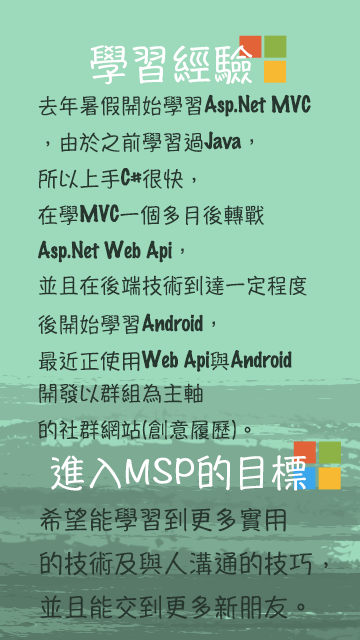 學習經驗
去年暑假開始學習Asp.Net MVC
，由於之前學習過Java，
所以上手C#很快，
在學MVC一個多月後轉戰
Asp.Net Web Api，
並且在後端技術到達一定程度
後開始學習Android，
最近正使用Web Api與Android
開發以群組為主軸
的社群網站(創意履歷)。
進入MSP的目標
希望能學習到更多實用
的技術及與人溝通的技巧，
並且能交到更多新朋友。